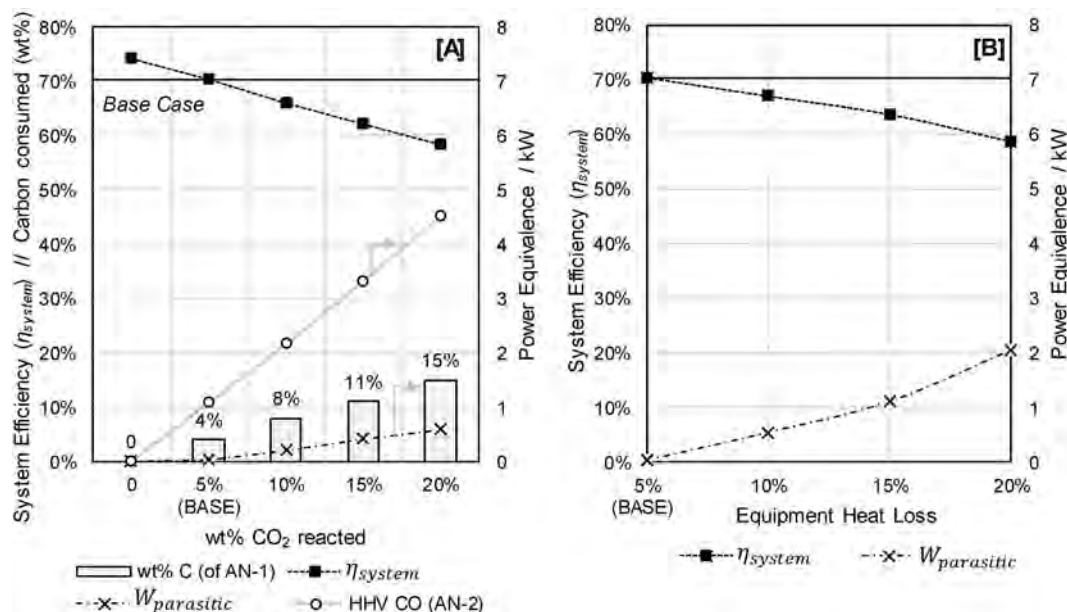 System Efficiency (η_system) // Carbon consumed (wt%)
80%
70%
60%
50%
40%
30%
20%
10%
0%
[A]
Base Case
0
4%
8%
11%
15%
8
7
6
5
4
3
2
1
0
Power Equivalence / kW
0 5% 10% 15% 20%
(BASE)
wt% CO₂ reacted
wt% C (of AN-1) η_system
W_parasitic HHV CO (AN-2)
System Efficiency (η_system)
80%
70%
60%
50%
40%
30%
20%
10%
0%
[B]
8
7
6
5
4
3
2
1
0
Power Equivalence / kW
5% 10% 15% 20%
(BASE) Equipment Heat Loss
η_system W_parasitic